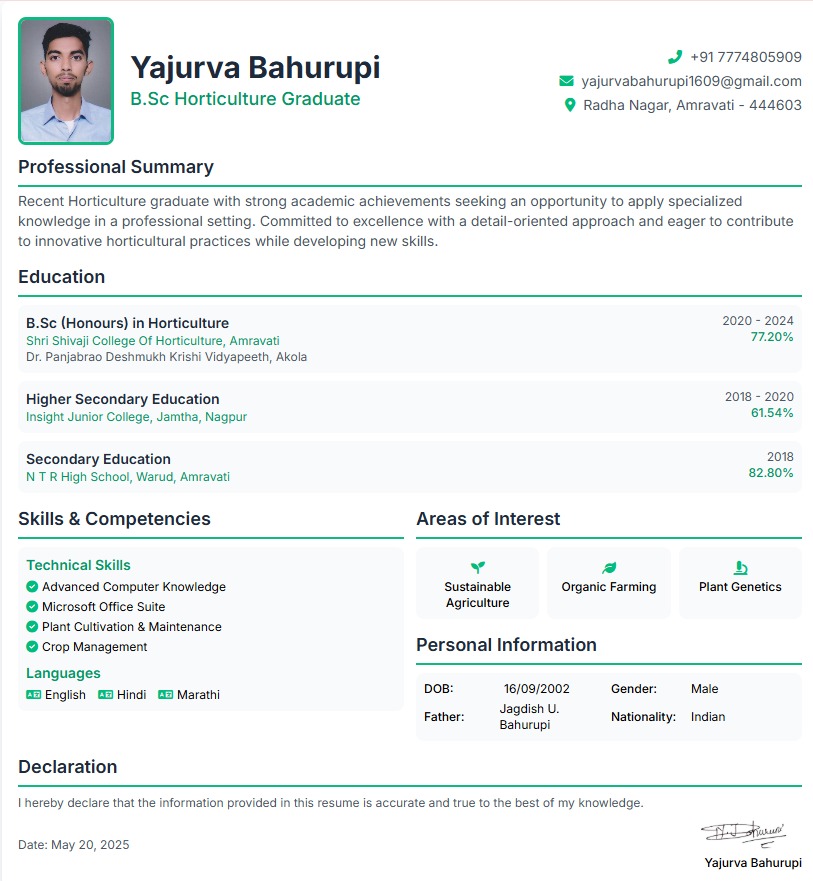 Yajurva Bahurupi
B.Sc Horticulture Graduate
+91 7774805909
yajurvabahurupi1609@gmail.com
Radha Nagar, Amravati - 444603
Professional Summary
Recent Horticulture graduate with strong academic achievements seeking an opportunity to apply specialized
knowledge in a professional setting. Committed to excellence with a detail-oriented approach and eager to contribute
to innovative horticultural practices while developing new skills.
Education
B.Sc (Honours) in Horticulture
2020 - 2024
Shri Shivaji College Of Horticulture, Amravati
77.20%
Dr. Panjabrao Deshmukh Krishi Vidyapeeth, Akola
Higher Secondary Education
2018 - 2020
Insight Junior College, Jamtha, Nagpur
61.54%
Secondary Education
2018
N T R High School, Warud, Amravati
82.80%
Skills & Competencies
Technical Skills
Advanced Computer Knowledge
Microsoft Office Suite
Plant Cultivation & Maintenance
Crop Management
Languages
English Hindi Marathi
Areas of Interest
Sustainable
Agriculture
Organic Farming
Plant Genetics
Personal Information
DOB: 16/09/2002 Gender: Male
Father: Jagdish U.
Bahurupi
Nationality: Indian
Declaration
I hereby declare that the information provided in this resume is accurate and true to the best of my knowledge.
Date: May 20, 2025
Yajurva Bahurupi